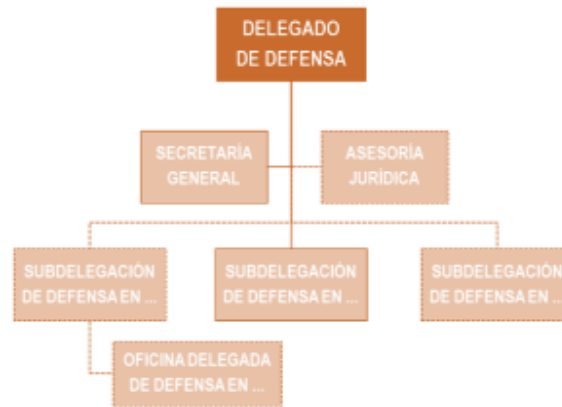 DELEGADO
DE DEFENSA
SECRETARÍA
GENERAL
ASESORÍA
JURÍDICA
SUBDELEGACIÓN
DE DEFENSA EN ...
SUBDELEGACIÓN
DE DEFENSA EN ...
SUBDELEGACIÓN
DE DEFENSA EN ...
OFICINA DELEGADA
DE DEFENSA EN ...